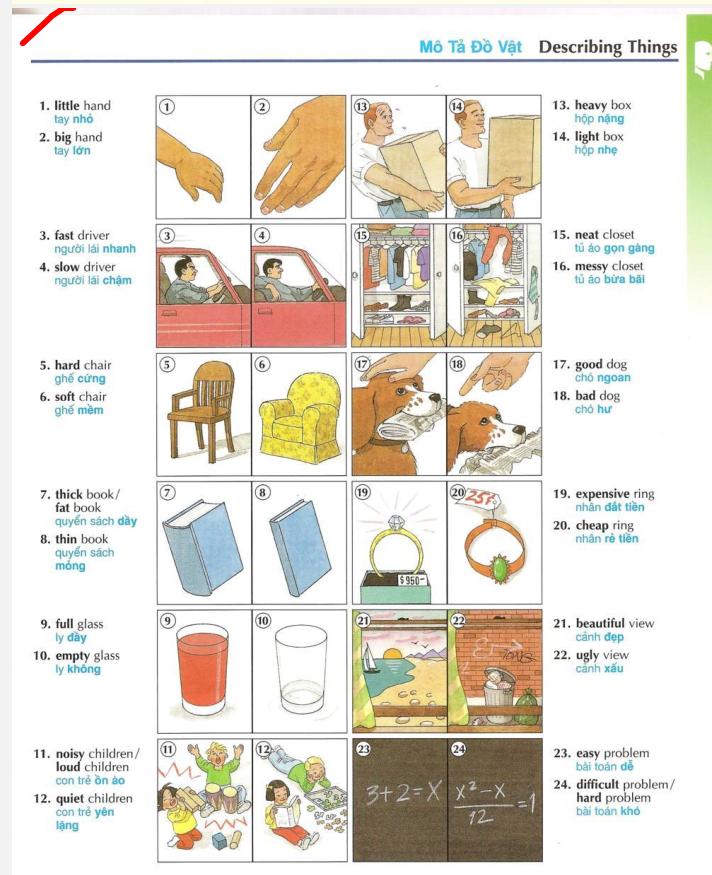 Mô Tả Đồ Vật Describing Things
1. little hand
tay nhỏ
2. big hand
tay lớn
3. fast driver
người lái nhanh
4. slow driver
người lái chậm
5. hard chair
ghế cứng
6. soft chair
ghế mềm
7. thick book/
fat book
quyển sách dầy
8. thin book
quyển sách
mỏng
9. full glass
ly đầy
10. empty glass
ly không
11. noisy children/
loud children
con trẻ ồn ào
12. quiet children
con trẻ yên
lặng
1 2 13 14
3 4 15 16
5 6 17 18
7 8 19 20
25¢
$950-
9 10 21 22
11 12 23 24
3+2=X
x²-x
12
=1
13. heavy box
hộp nặng
14. light box
hộp nhẹ
15. neat closet
tủ áo gọn gàng
16. messy closet
tủ áo bừa bãi
17. good dog
chó ngoan
18. bad dog
chó hư
19. expensive ring
nhân đắt tiền
20. cheap ring
nhân rẻ tiền
21. beautiful view
cảnh đẹp
22. ugly view
cảnh xấu
23. easy problem
bài toán dễ
24. difficult problem/
hard problem
bài toán khó